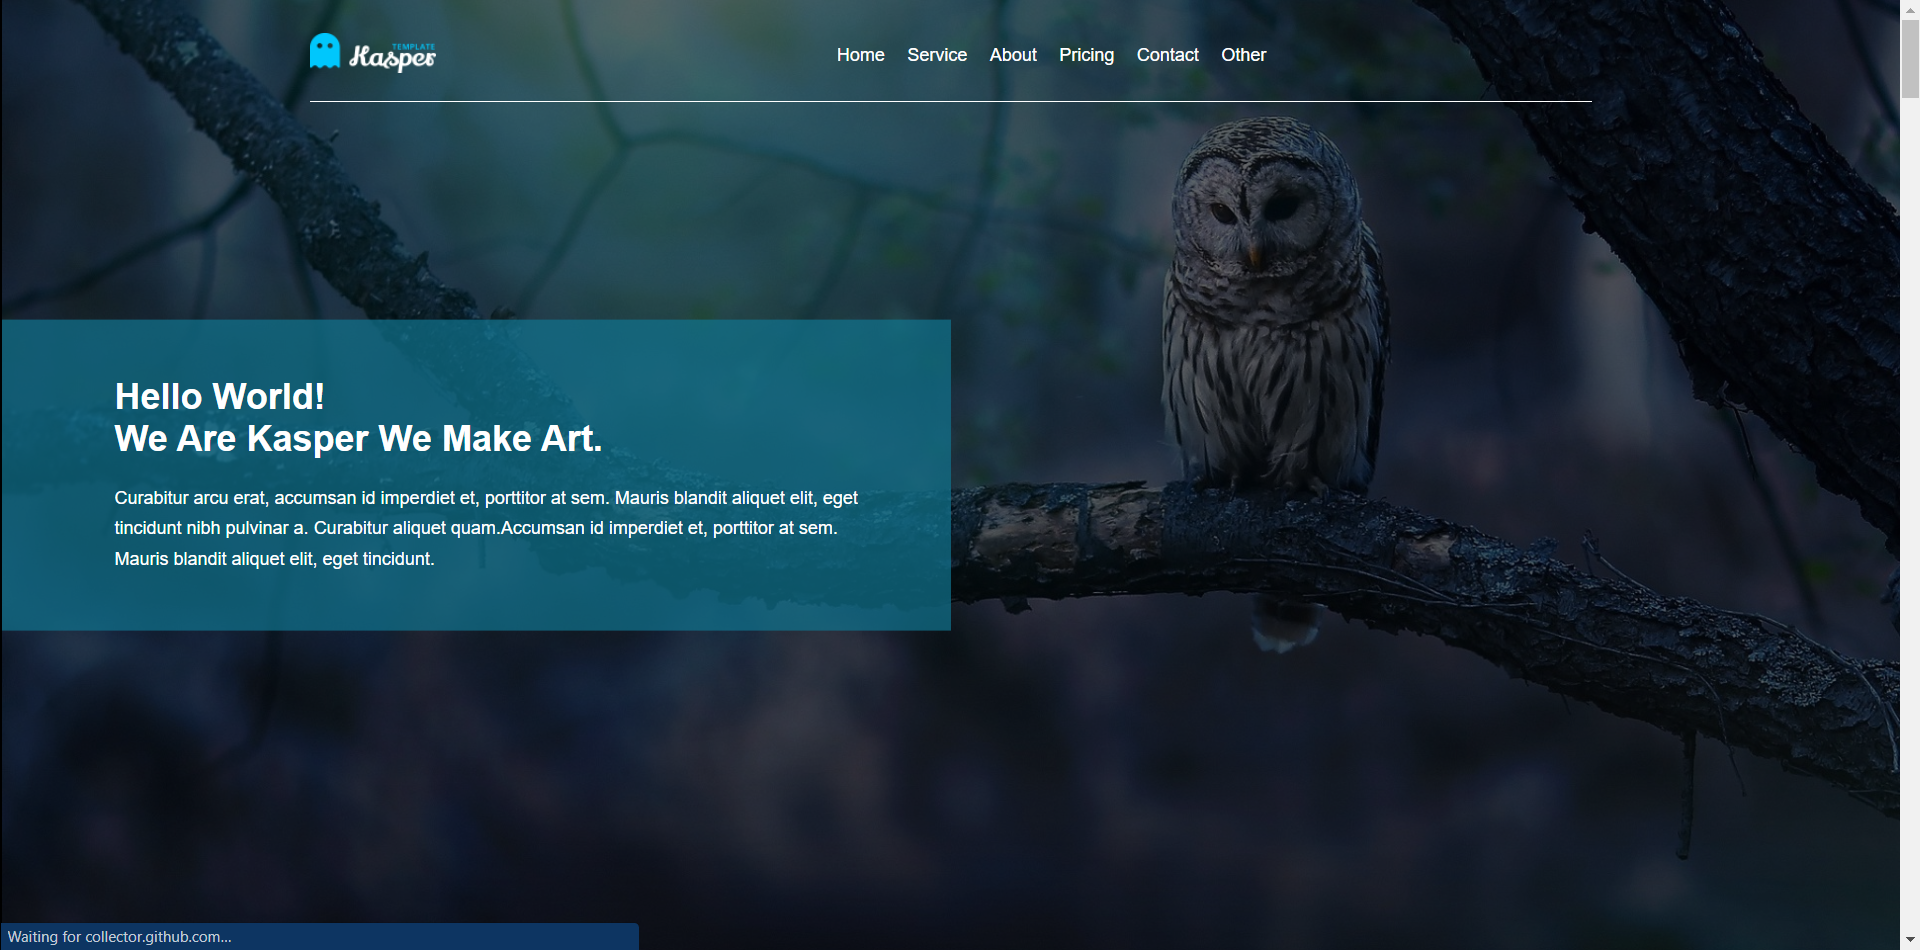 TEMPLATE
Kasper
Home Service About Pricing Contact Other
Hello World!
We Are Kasper We Make Art.
Curabitur arcu erat, accumsan id imperdiet et, porttitor at sem. Mauris blandit aliquet elit, eget
tincidunt nibh pulvinar a. Curabitur aliquet quam.Accumsan id imperdiet et, porttitor at sem.
Mauris blandit aliquet elit, eget tincidunt.
Waiting for collector.github.com...